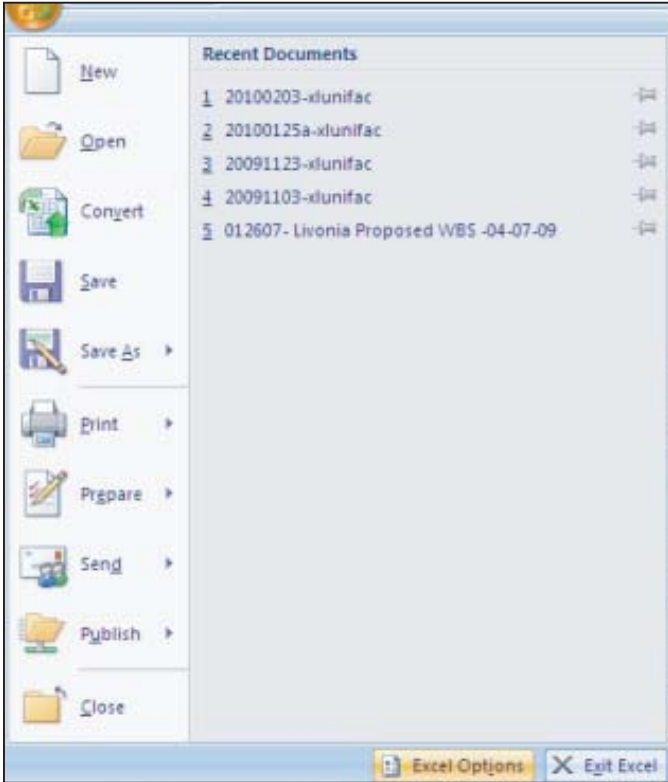 New
Open
Convert
Save
Save As
Print
Prepare
Send
Publish
Close
Recent Documents
1 20100203-xlunifac
2 20100125a-xlunifac
3 20091123-xlunifac
4 20091103-xlunifac
5 012607- Livonia Proposed WBS -04-07-09
Excel Options
Exit Excel